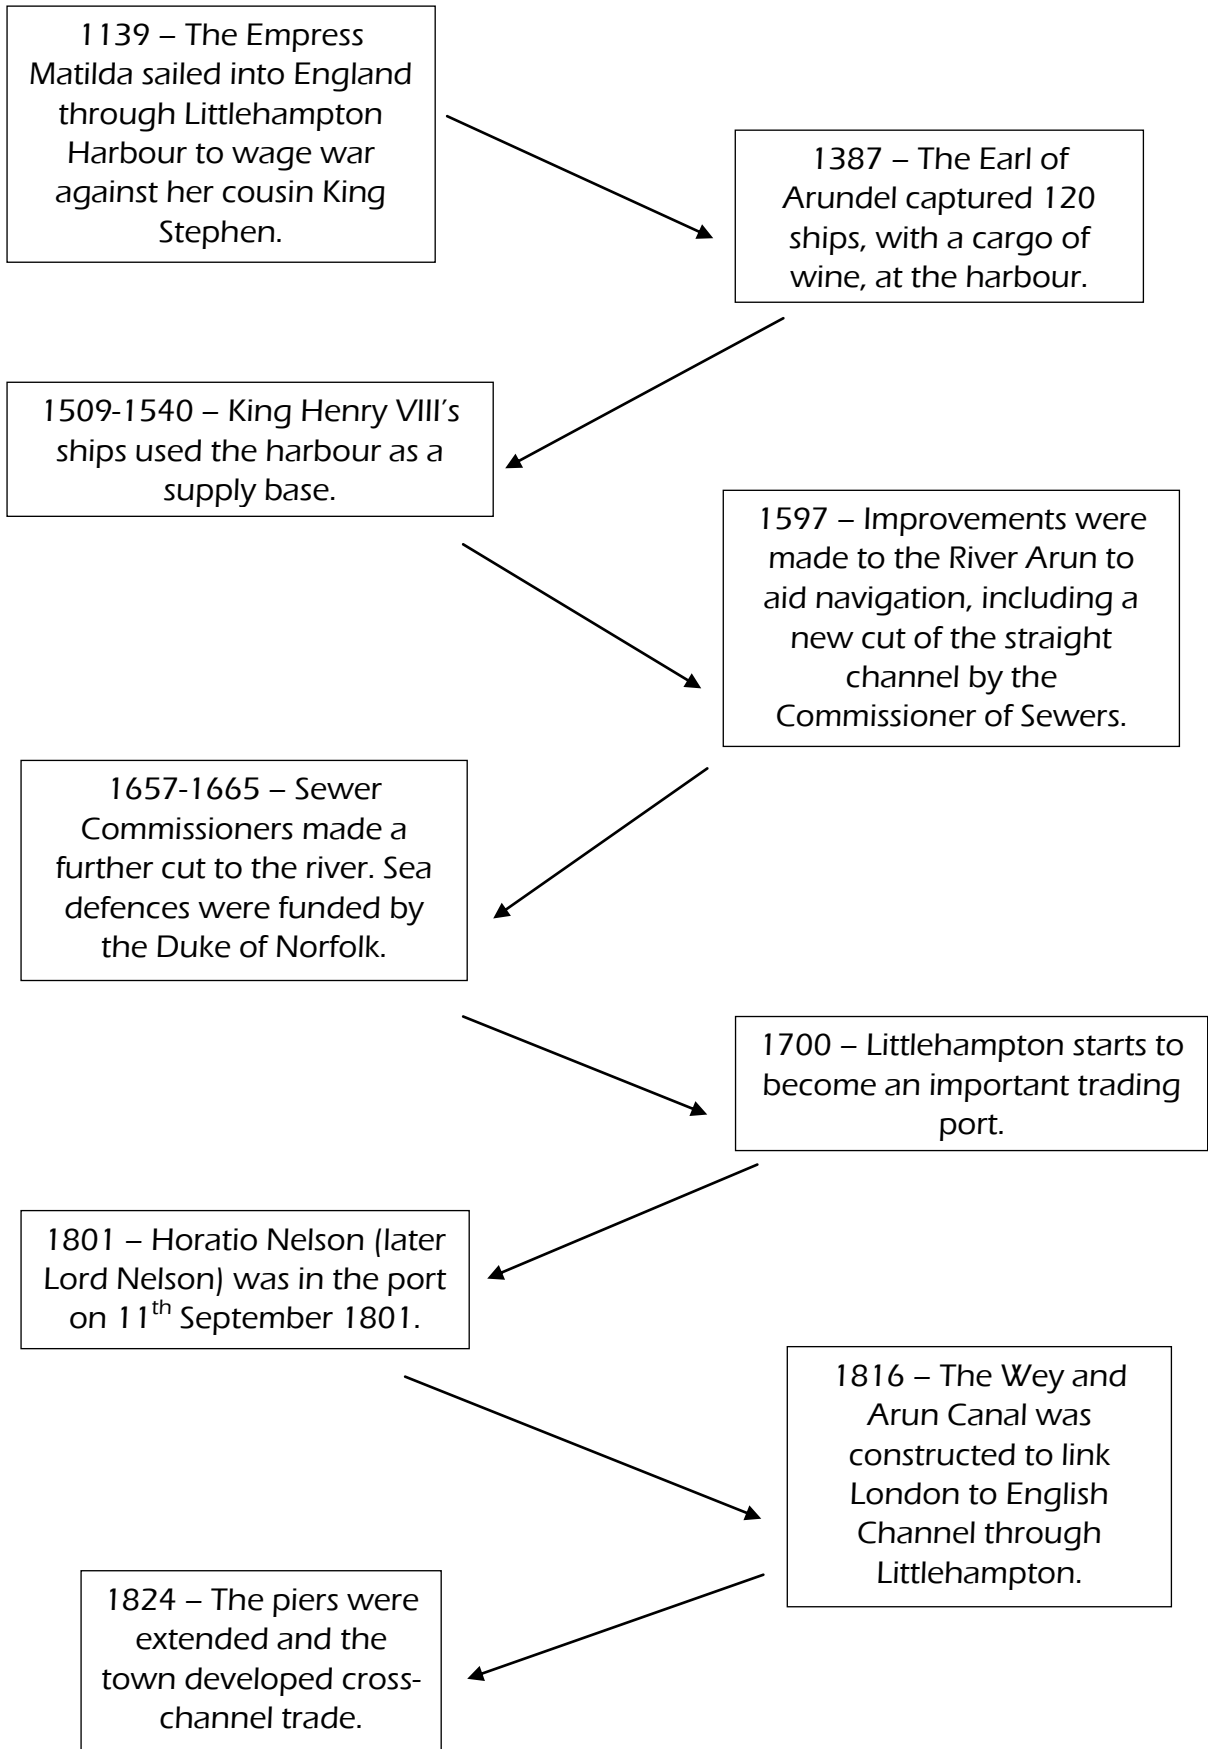 1139 – The Empress
Matilda sailed into England
through Littlehampton
Harbour to wage war
against her cousin King
Stephen.
1387 – The Earl of
Arundel captured 120
ships, with a cargo of
wine, at the harbour.
1509-1540 – King Henry VIII's
ships used the harbour as a
supply base.
1597 – Improvements were
made to the River Arun to
aid navigation, including a
new cut of the straight
channel by the
Commissioner of Sewers.
1657-1665 – Sewer
Commissioners made a
further cut to the river. Sea
defences were funded by
the Duke of Norfolk.
1700 – Littlehampton starts to
become an important trading
port.
1801 – Horatio Nelson (later
Lord Nelson) was in the port
on 11th September 1801.
1816 – The Wey and
Arun Canal was
constructed to link
London to English
Channel through
Littlehampton.
1824 – The piers were
extended and the
town developed cross-
channel trade.